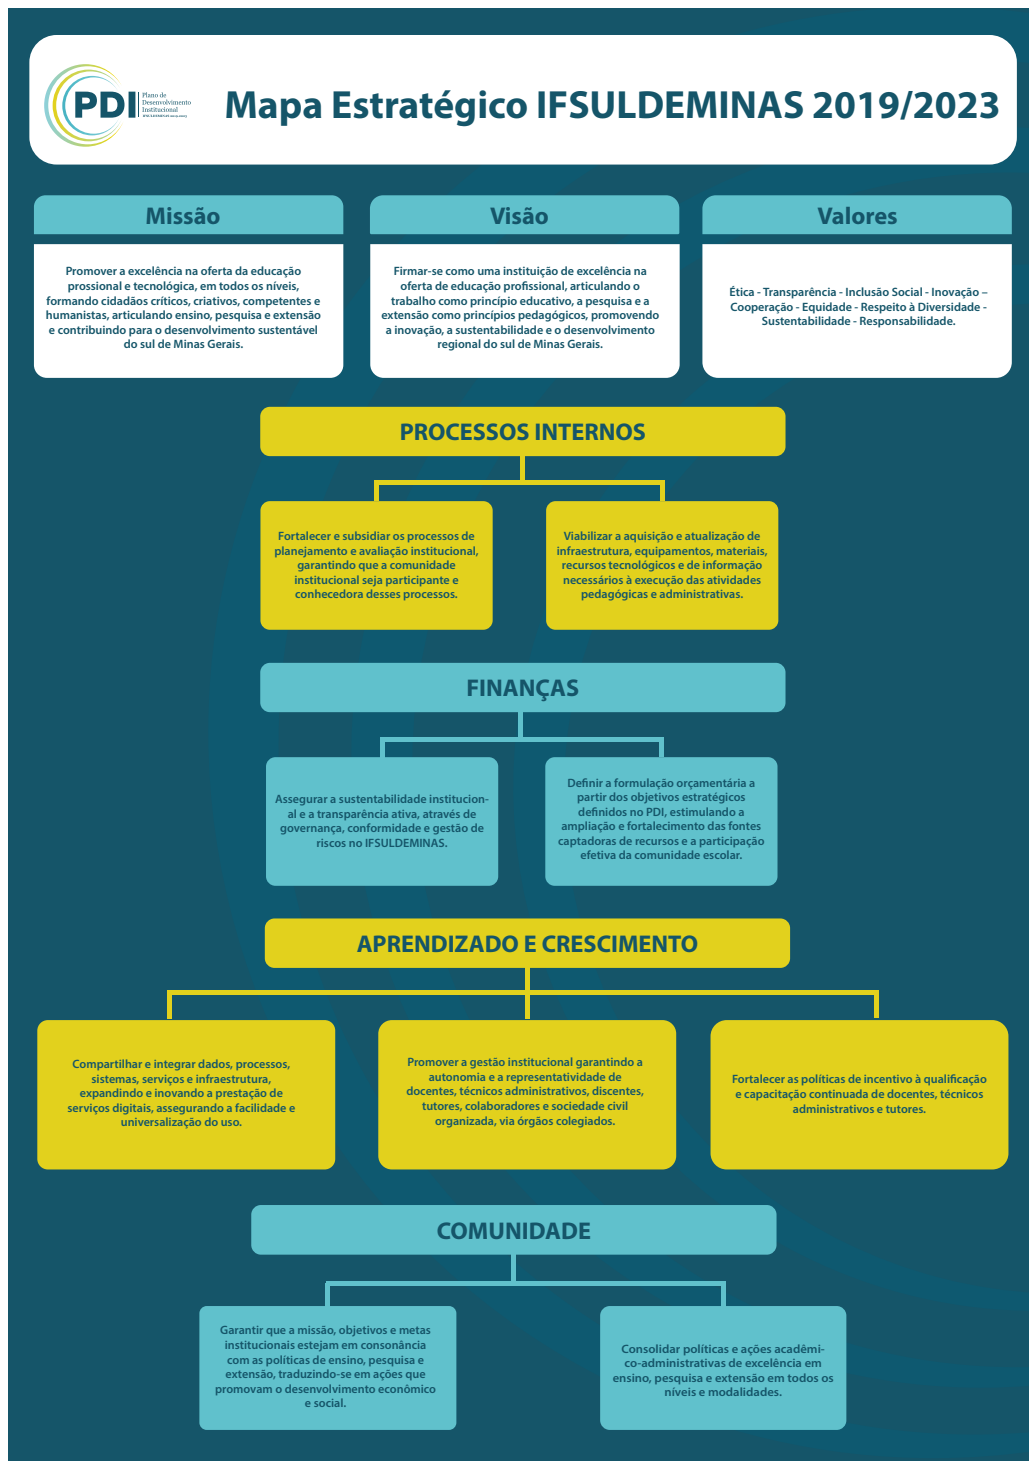 PDI
Plano de
Desenvolvimento
Institucional
IFSULDEMINAS 2019-2023
Mapa Estratégico IFSULDEMINAS 2019/2023
Missão
Promover a excelência na oferta da educação
prossional e tecnológica, em todos os níveis,
formando cidadãos críticos, criativos, competentes e
humanistas, articulando ensino, pesquisa e extensão
e contribuindo para o desenvolvimento sustentável
do sul de Minas Gerais.
Visão
Firmar-se como uma instituição de excelência na
oferta de educação profissional, articulando o
trabalho como princípio educativo, a pesquisa e a
extensão como princípios pedagógicos, promovendo
a inovação, a sustentabilidade e o desenvolvimento
regional do sul de Minas Gerais.
Valores
Ética - Transparência - Inclusão Social - Inovação –
Cooperação - Equidade - Respeito à Diversidade -
Sustentabilidade - Responsabilidade.
PROCESSOS INTERNOS
Fortalecer e subsidiar os processos de
planejamento e avaliação institucional,
garantindo que a comunidade
institucional seja participante e
conhecedora desses processos.
Viabilizar a aquisição e atualização de
infraestrutura, equipamentos, materiais,
recursos tecnológicos e de informação
necessários à execução das atividades
pedagógicas e administrativas.
FINANÇAS
Assegurar a sustentabilidade institucion-
al e a transparência ativa, através de
governança, conformidade e gestão de
riscos no IFSULDEMINAS.
Definir a formulação orçamentária a
partir dos objetivos estratégicos
definidos no PDI, estimulando a
ampliação e fortalecimento das fontes
captadoras de recursos e a participação
efetiva da comunidade escolar.
APRENDIZADO E CRESCIMENTO
Compartilhar e integrar dados, processos,
sistemas, serviços e infraestrutura,
expandindo e inovando a prestação de
serviços digitais, assegurando a facilidade e
universalização do uso.
Promover a gestão institucional garantindo a
autonomia e a representatividade de
docentes, técnicos administrativos, discentes,
tutores, colaboradores e sociedade civil
organizada, via órgãos colegiados.
Fortalecer as políticas de incentivo à qualificação
e capacitação continuada de docentes, técnicos
administrativos e tutores.
COMUNIDADE
Garantir que a missão, objetivos e metas
institucionais estejam em consonância
com as políticas de ensino, pesquisa e
extensão, traduzindo-se em ações que
promovam o desenvolvimento econômico
e social.
Consolidar políticas e ações acadêmi-
co-administrativas de excelência em
ensino, pesquisa e extensão em todos os
níveis e modalidades.